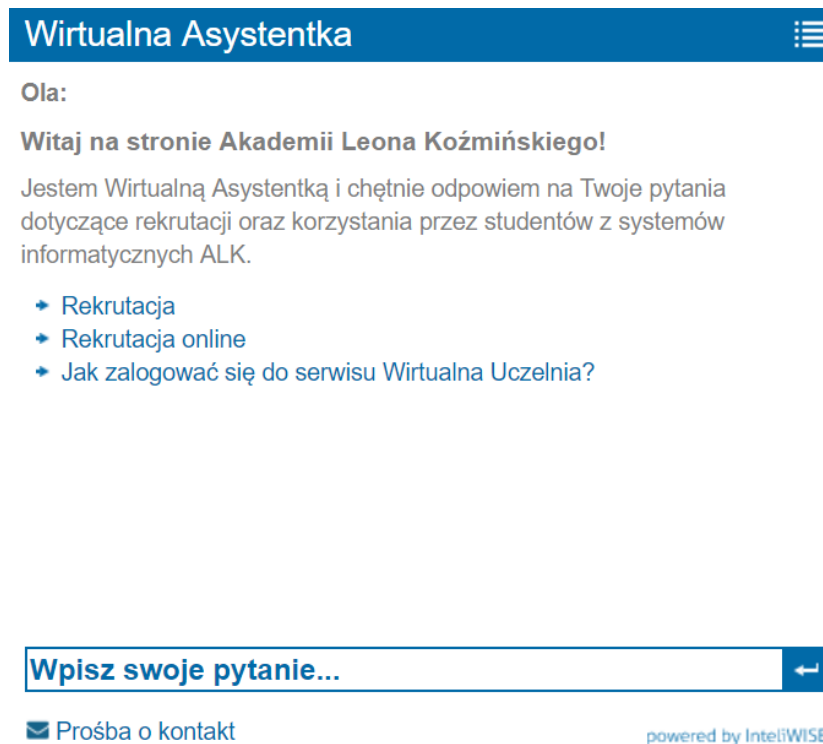 Wirtualna Asystentka
Ola:
Witaj na stronie Akademii Leona Koźmińskiego!
Jestem Wirtualną Asystentką i chętnie odpowiem na Twoje pytania
dotyczące rekrutacji oraz korzystania przez studentów z systemów
informatycznych ALK.
Rekrutacja
Rekrutacja online
Jak zalogować się do serwisu Wirtualna Uczelnia?
Wpisz swoje pytanie...
Prośba o kontakt
powered by InteliWISE